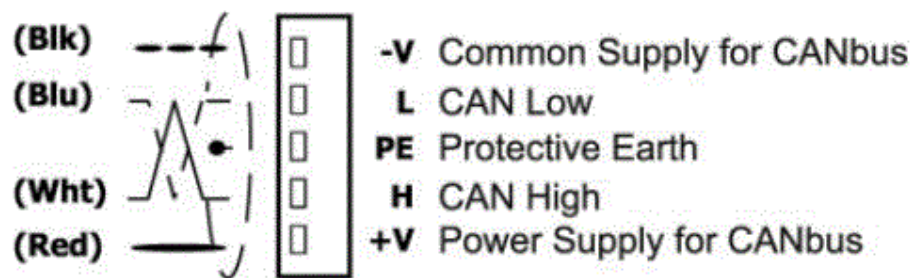 (Blk) -V Common Supply for CANbus
(Blu) L CAN Low
PE Protective Earth
(Wht) H CAN High
(Red) +V Power Supply for CANbus